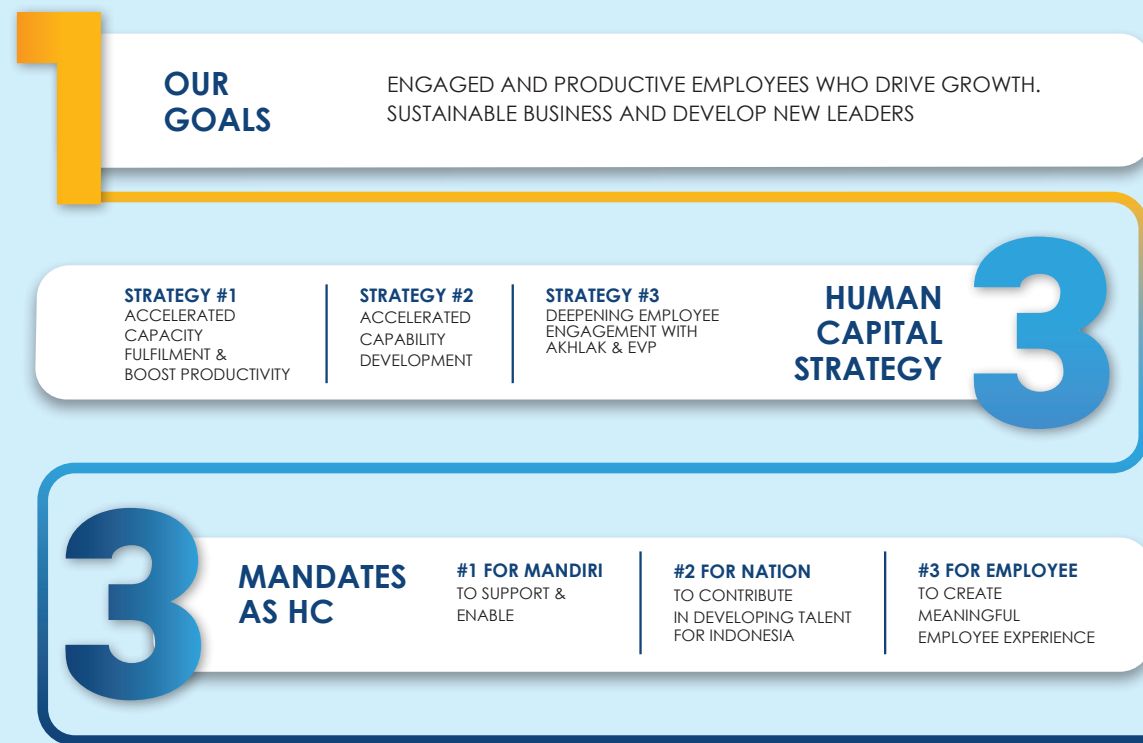 1
OUR
GOALS
ENGAGED AND PRODUCTIVE EMPLOYEES WHO DRIVE GROWTH.
SUSTAINABLE BUSINESS AND DEVELOP NEW LEADERS
STRATEGY #1
ACCELERATED
CAPACITY
FULFILMENT &
BOOST PRODUCTIVITY
STRATEGY #2
ACCELERATED
CAPABILITY
DEVELOPMENT
STRATEGY #3
DEEPENING EMPLOYEE
ENGAGEMENT WITH
AKHLAK & EVP
HUMAN
CAPITAL
STRATEGY
3
3
MANDATES
AS HC
#1 FOR MANDIRI
TO SUPPORT &
ENABLE
#2 FOR NATION
TO CONTRIBUTE
IN DEVELOPING TALENT
FOR INDONESIA
#3 FOR EMPLOYEE
TO CREATE
MEANINGFUL
EMPLOYEE EXPERIENCE